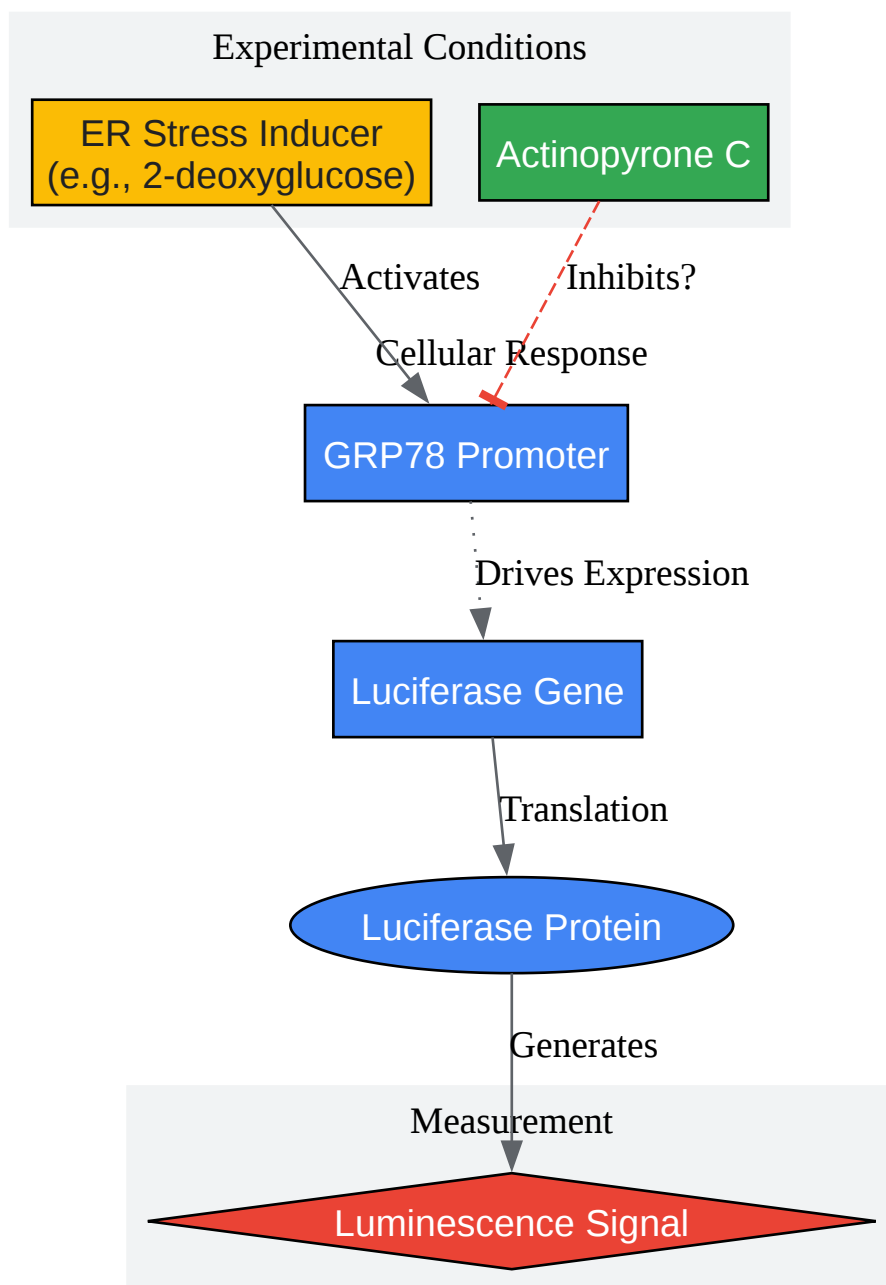 Experimental Conditions
ER Stress Inducer
(e.g., 2-deoxyglucose)
Actinopyrone C
Activates
Inhibits?
Cellular Response
GRP78 Promoter
Drives Expression
Luciferase Gene
Translation
Luciferase Protein
Generates
Measurement
Luminescence Signal